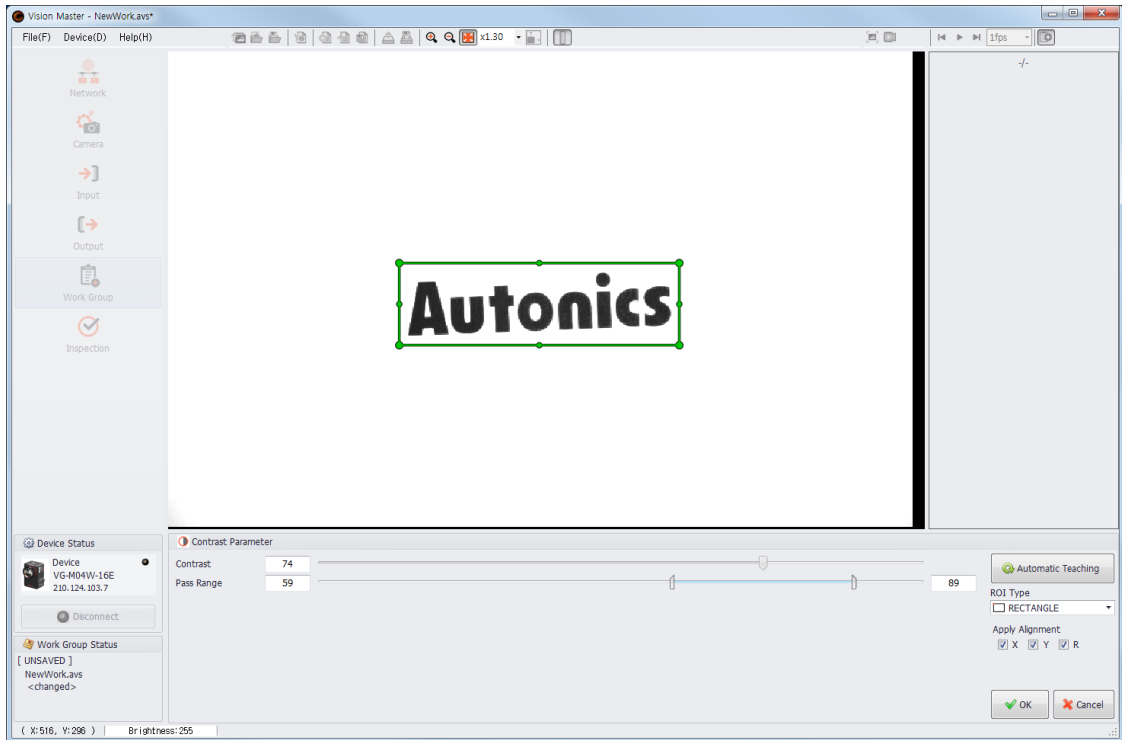 Vision Master - NewWork.avs*
File(F) Device(D) Help(H)
x1.30
1fps
-/-
Network
Camera
Input
Output
Work Group
Inspection
Autonics
Device Status
Device
VG-M04W-16E
210.124.103.7
Disconnect
Work Group Status
[ UNSAVED ]
NewWork.avs
<changed>
Contrast Parameter
Contrast 74
Pass Range 59 89
Automatic Teaching
ROI Type
RECTANGLE
Apply Alignment
X Y R
OK Cancel
( X:516, Y:296 ) Brightness:255